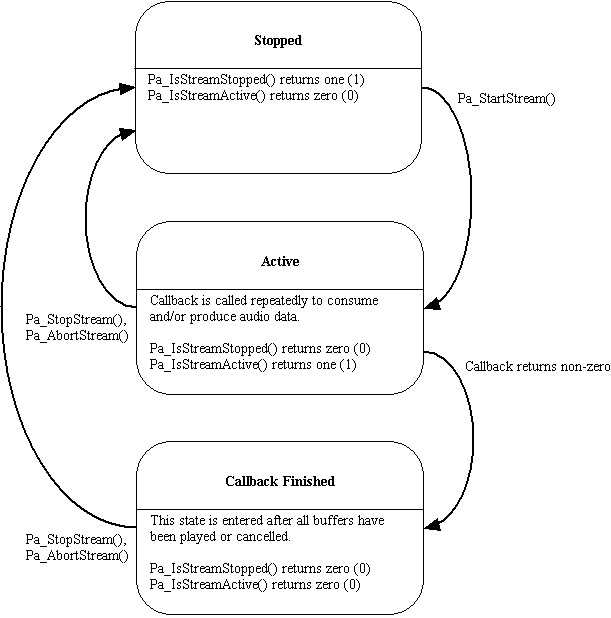 Stopped
Pa_IsStreamStopped() returns one (1)
Pa_IsStreamActive() returns zero (0)
Pa_StartStream()
Active
Callback is called repeatedly to consume
and/or produce audio data.
Pa_IsStreamStopped() returns zero (0)
Pa_IsStreamActive() returns one (1)
Pa_StopStream(),
Pa_AbortStream()
Callback returns non-zero
Callback Finished
This state is entered after all buffers have
been played or cancelled.
Pa_IsStreamStopped() returns zero (0)
Pa_IsStreamActive() returns zero (0)
Pa_StopStream(),
Pa_AbortStream()